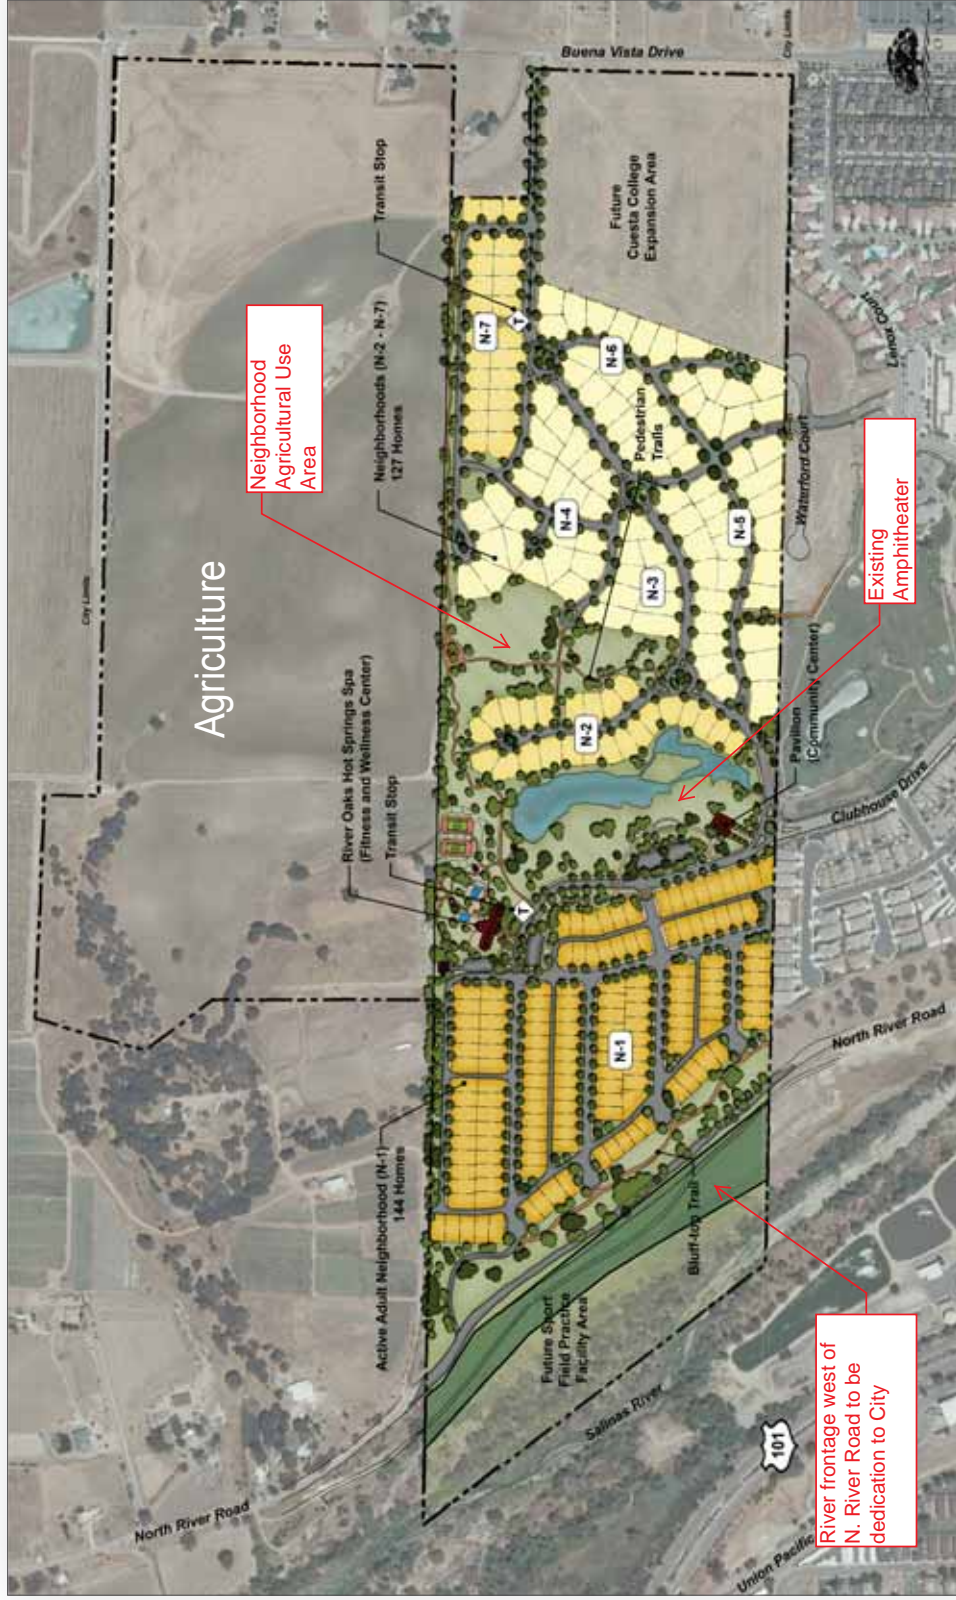 Buena Vista Drive
City Limits
Transit Stop
Future
Cuesta College
Expansion Area
Neighborhood
Agricultural Use
Area
Neighborhoods (N-2 - N-7)
127 Homes
T
N-7
N-6
Lenox Court
Pedestrian
Trails
City Limits
Agriculture
N-4
N-5
Waterford Court
Existing
Amphitheater
N-3
River Oaks Hot Springs Spa
(Fitness and Wellness Center)
Transit Stop
N-2
Pavilion
(Community Center)
Clubhouse Drive
T
N-1
North River Road
Active Adult Neighborhood (N-1)
144 Homes
Bluff-top Trail
Future Sport
Field Practice
Facility Area
Salinas River
River frontage west of
N. River Road to be
dedication to City
101
North River Road
Union Pacific